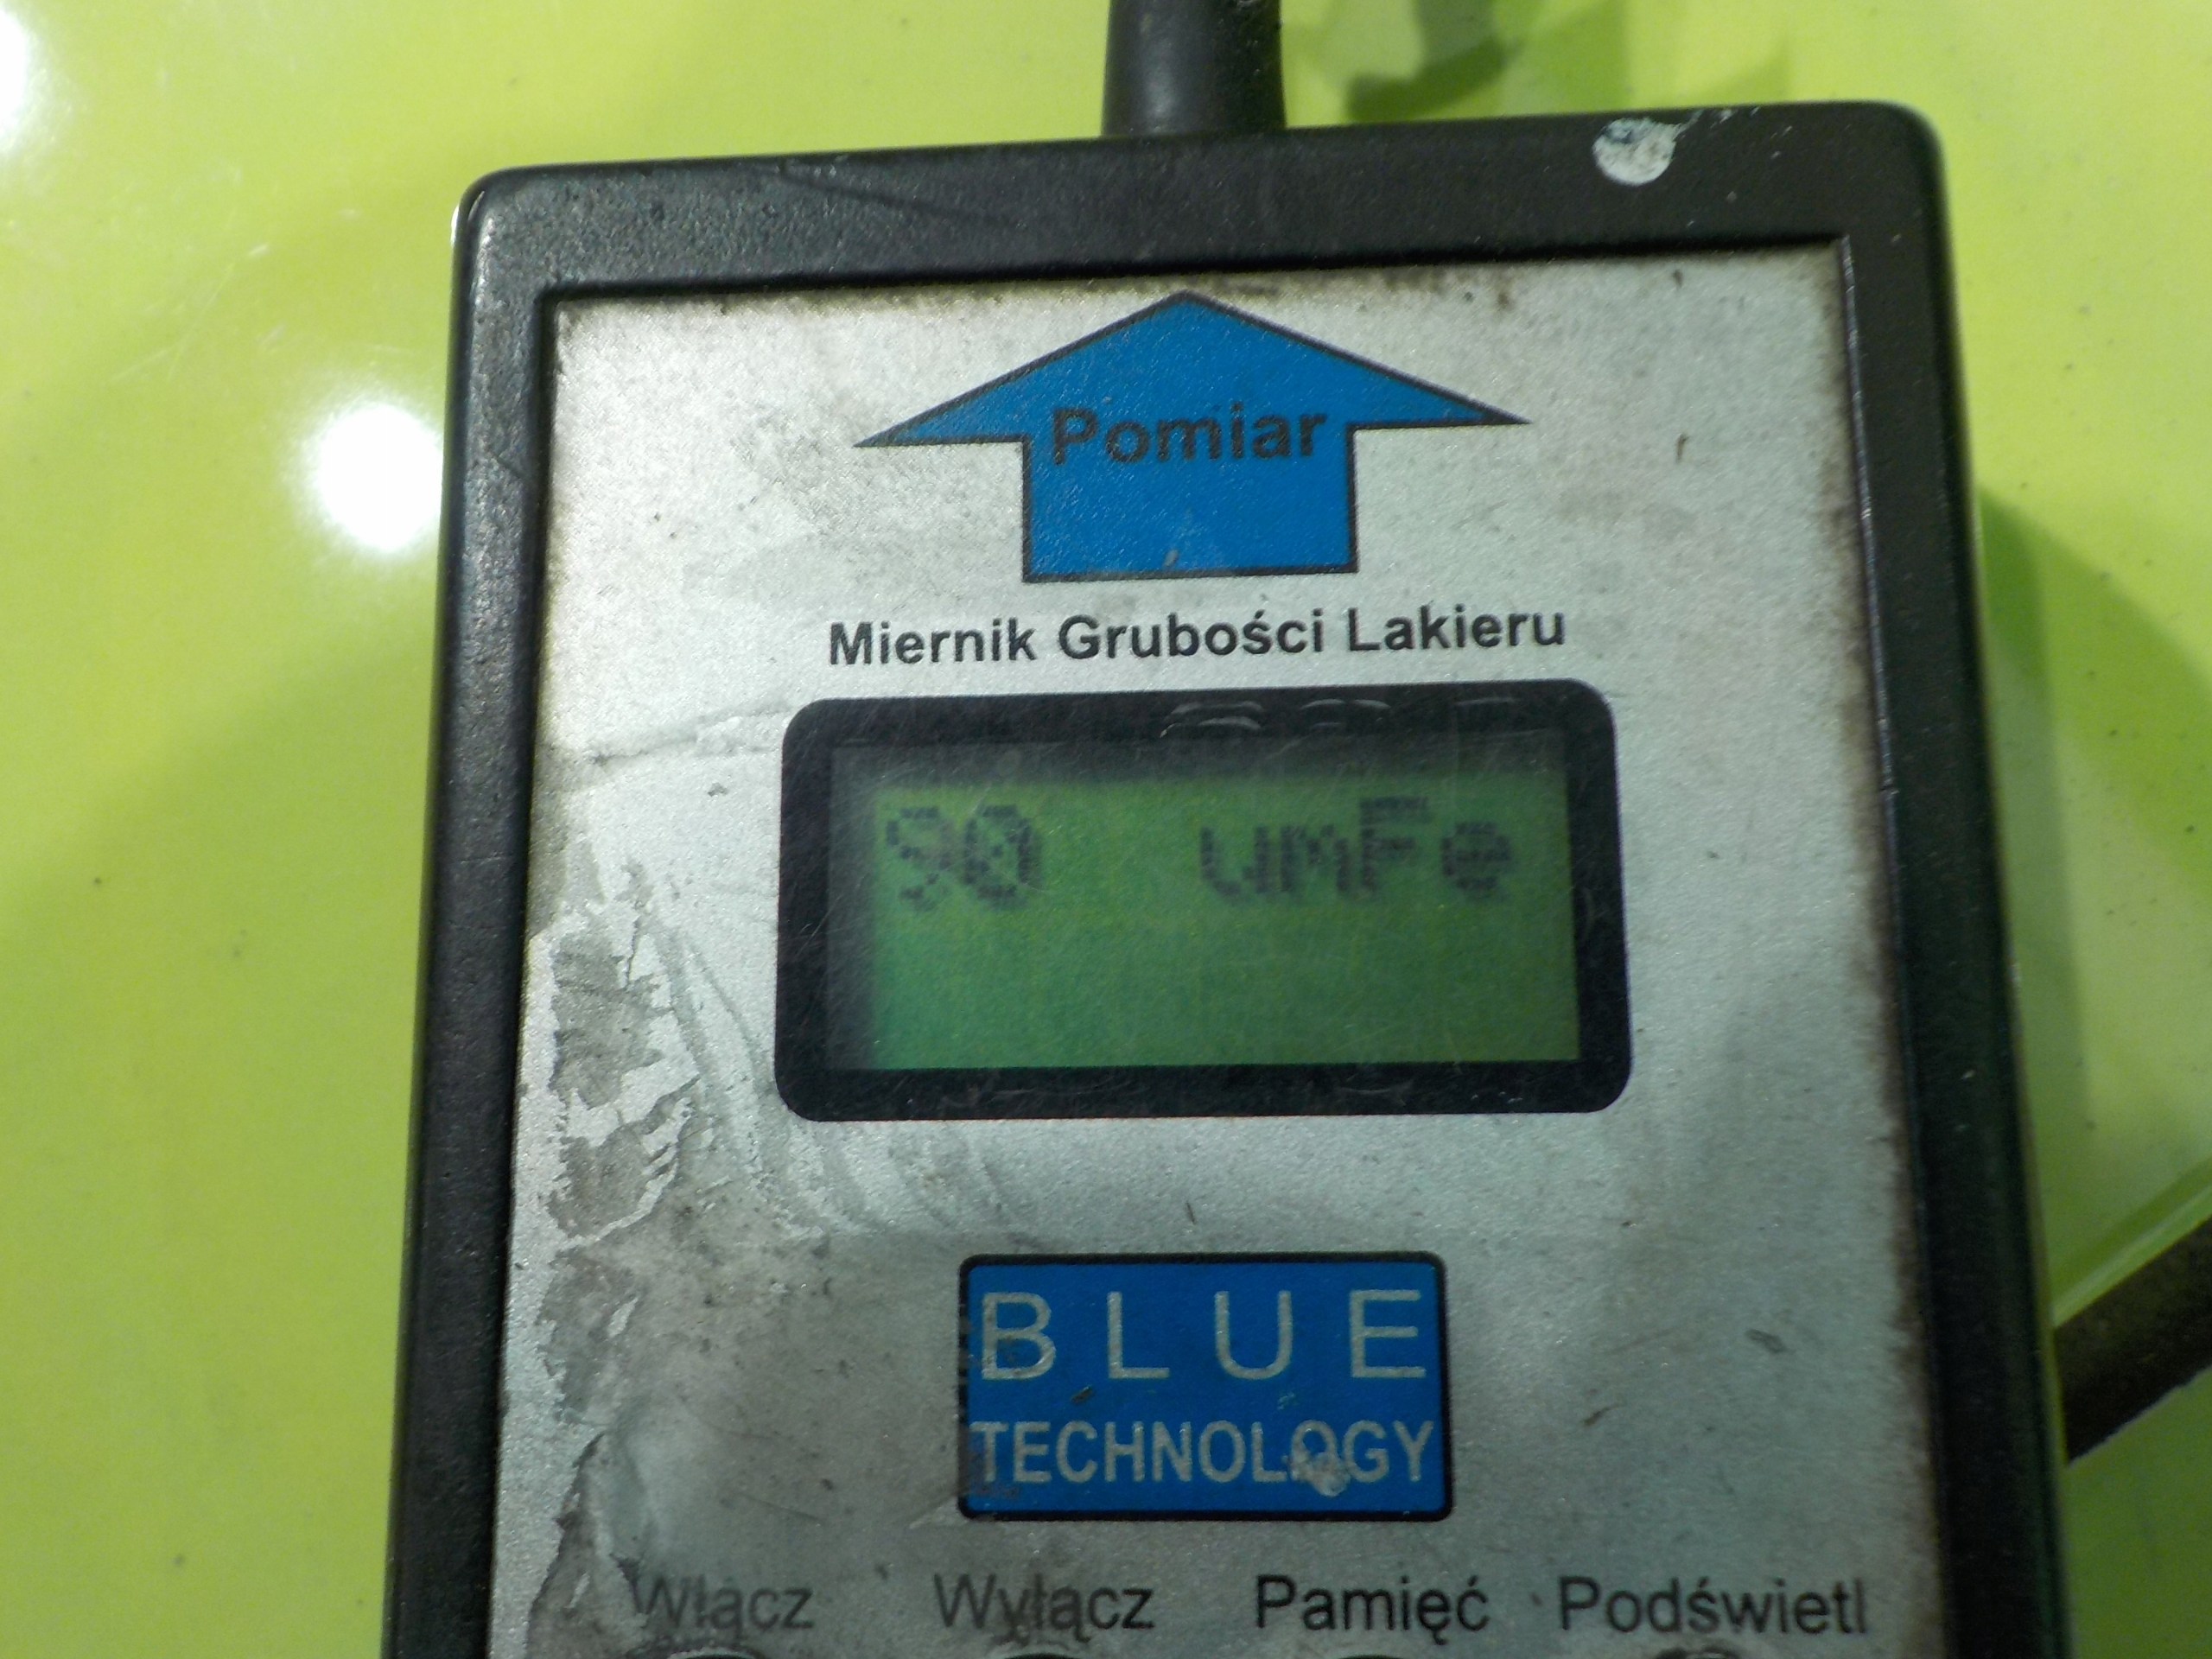 Pomiar
Miernik Grubości Lakieru
90 umFe
BLUE
TECHNOLOGY
Włącz Wyłącz Pamięć Podświetl